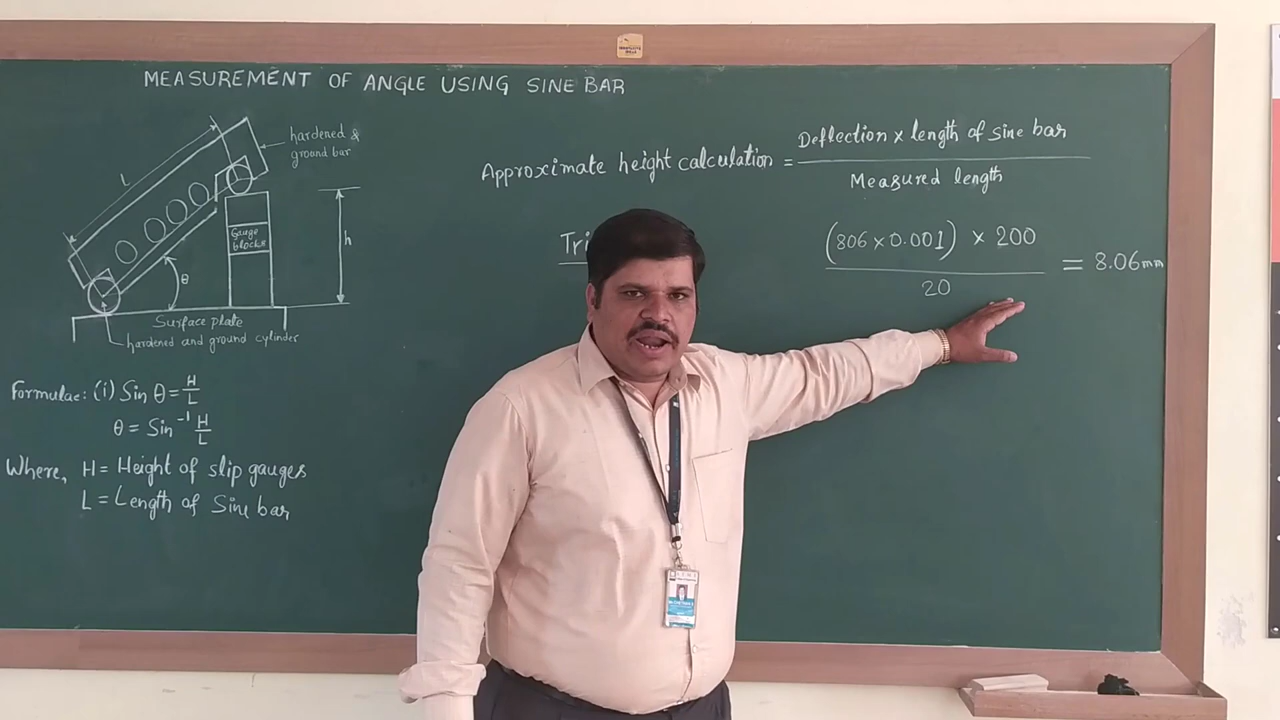 MEASUREMENT OF ANGLE USING SINE BAR
hardened &
ground bar
L
Gauge
h
θ
Surface plate
hardened and ground cylinder
Formulae: (i) Sin θ = H/L
θ = Sin⁻¹ H/L
Where, H = Height of slip gauges
L = Length of Sine bar
Approximate height calculation = Deflection x length of sine bar
Measured length
Tri
(806 x 0.001) x 200
20
= 8.06mm